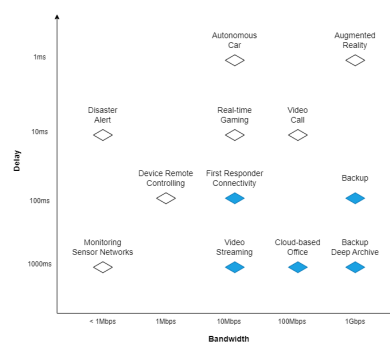 Autonomous
Car
Augmented
Reality
1ms
Disaster
Alert
Real-time
Gaming
Video
Call
10ms
Device Remote
Controlling
First Responder
Connectivity
Backup
100ms
Monitoring
Sensor Networks
Video
Streaming
Cloud-based
Office
Backup
Deep Archive
1000ms
Delay
< 1Mbps
1Mbps
10Mbps
100Mbps
1Gbps
Bandwidth